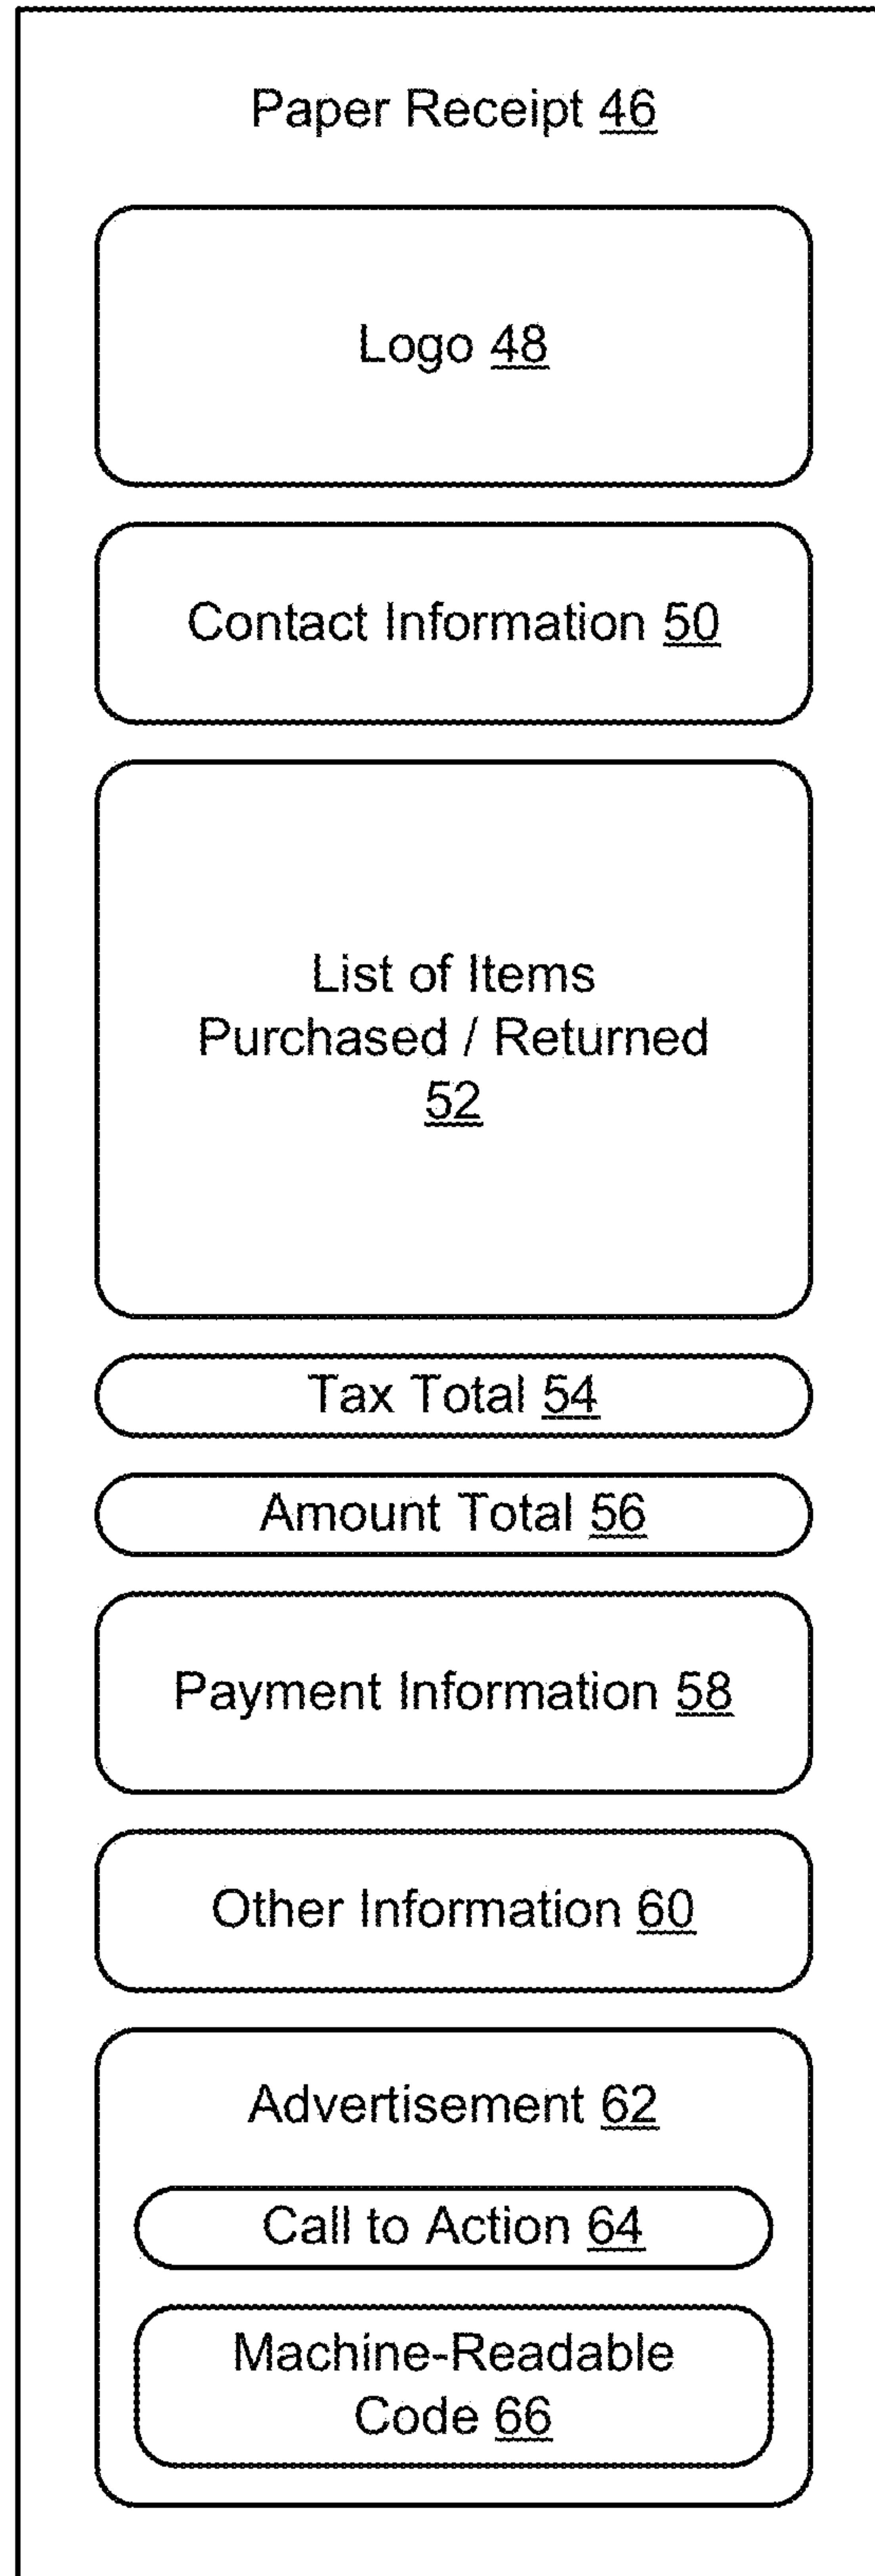 Paper Receipt 46
Logo 48
Contact Information 50
List of Items
Purchased / Returned
52
Tax Total 54
Amount Total 56
Payment Information 58
Other Information 60
Advertisement 62
Call to Action 64
Machine-Readable
Code 66